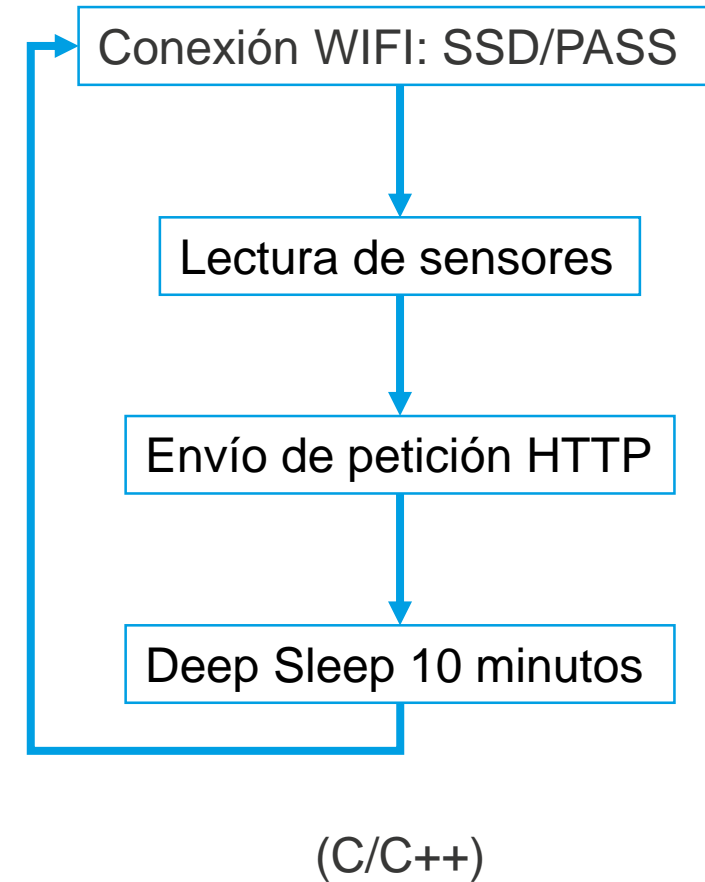 Conexión WIFI: SSD/PASS
Lectura de sensores
Envío de petición HTTP
Deep Sleep 10 minutos
(C/C++)